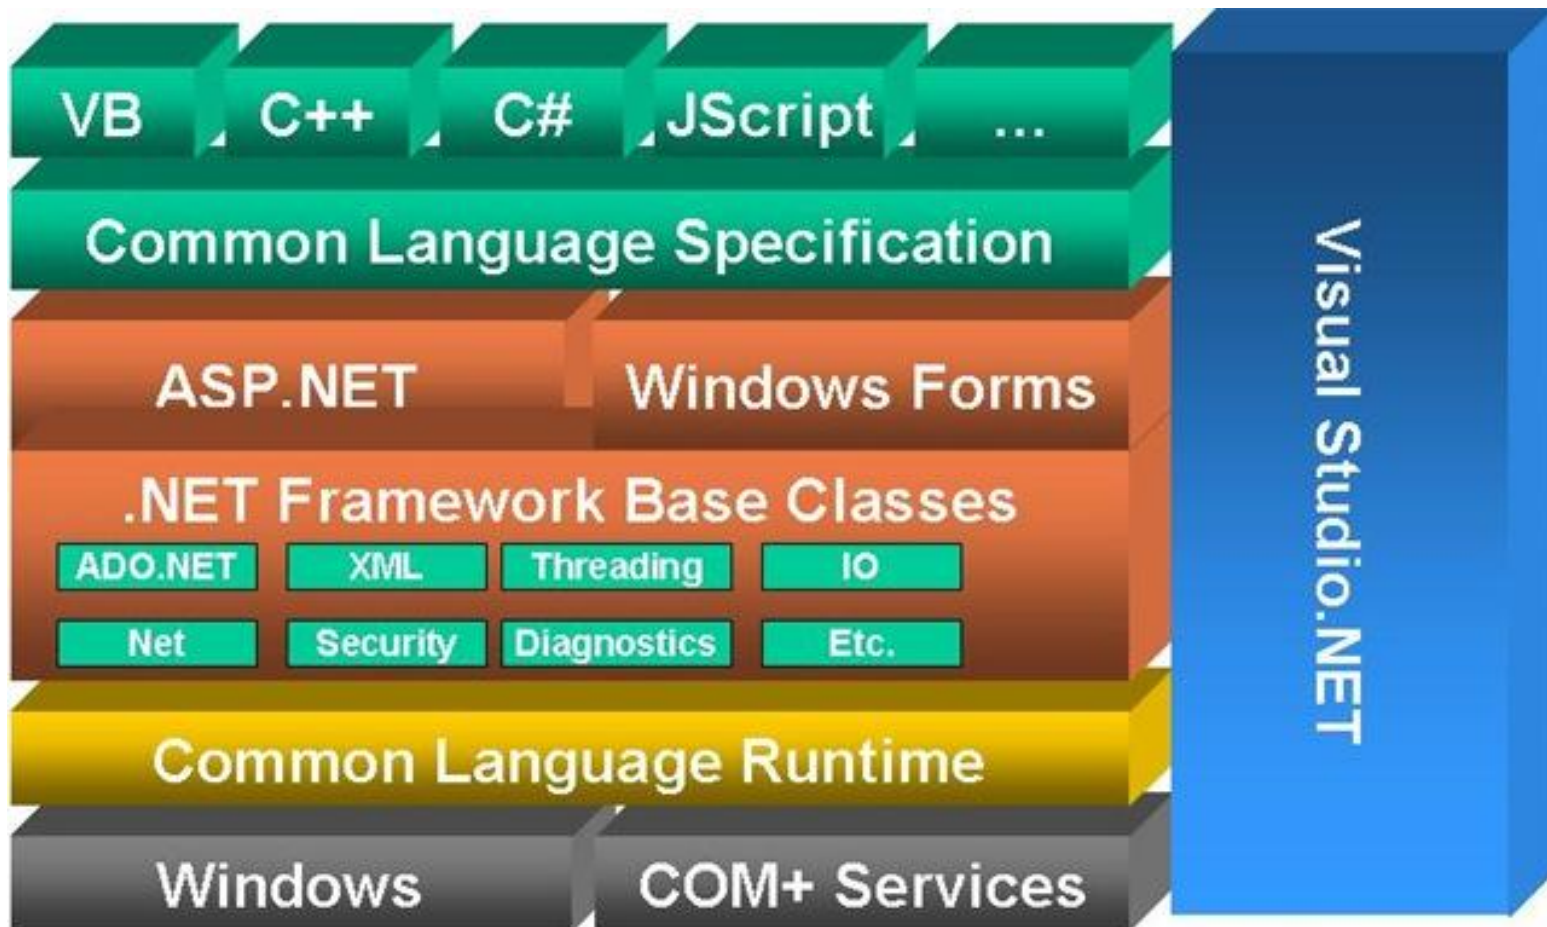 VB C++ C# JScript ...
Common Language Specification
ASP.NET Windows Forms
.NET Framework Base Classes
ADO.NET XML Threading IO
Net Security Diagnostics Etc.
Common Language Runtime
Windows COM+ Services
Visual Studio.NET